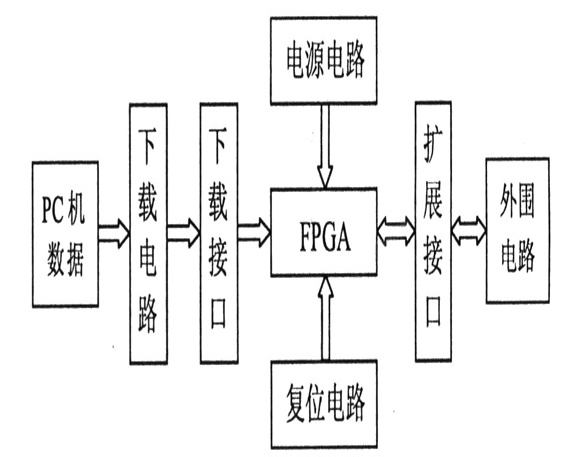 电源电路
PC机
数据
下载电路
下载接口
FPGA
扩展接口
外围
电路
复位电路